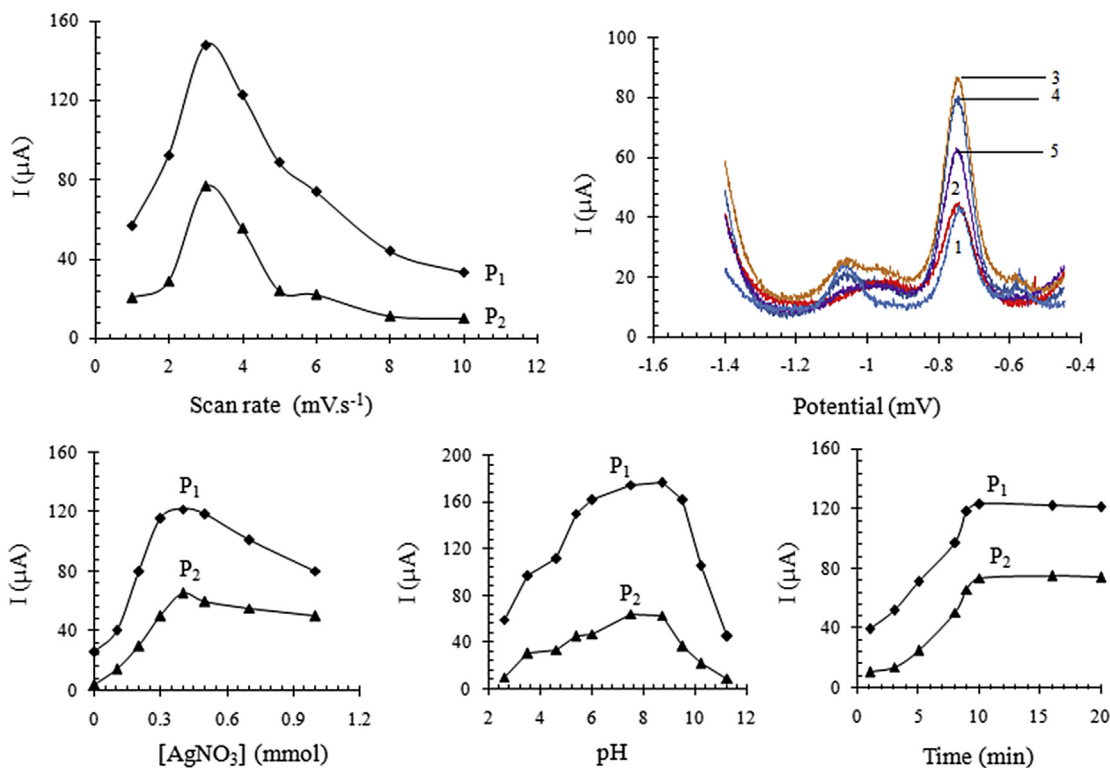 160
120
80
40
0
I (µA)
P₁
P₂
0 2 4 6 8 10 12
Scan rate (mV.s⁻¹)
100
80
60
40
20
0
I (µA)
3
4
5
2
1
-1.6 -1.4 -1.2 -1 -0.8 -0.6 -0.4
Potential (mV)
160
120
80
40
0
I (µA)
P₁
P₂
0 0.3 0.6 0.9 1.2
[AgNO₃] (mmol)
200
160
120
80
40
0
I (µA)
P₁
P₂
2 4 6 8 10 12
pH
160
120
80
40
0
I (µA)
P₁
P₂
0 5 10 15 20
Time (min)